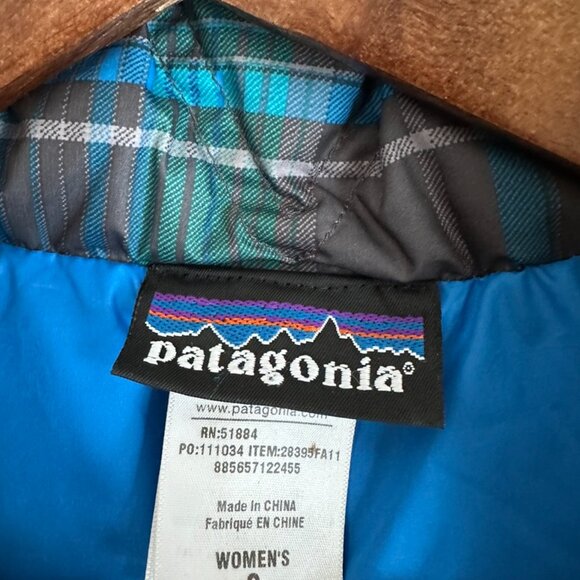 patagonia®
www.patagonia.com
RN:51884
PO:111034 ITEM:28395FA11
885657122455
Made in CHINA
Fabriqué EN CHINE
WOMEN'S